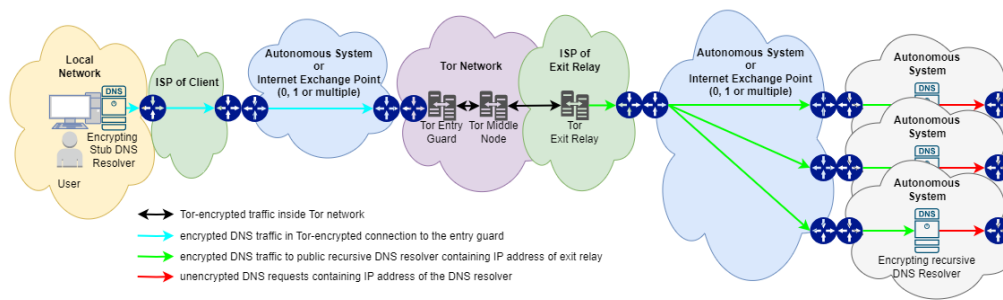 Local
Network
DNS
Encrypting
Stub DNS
Resolver
User
ISP of Client
Autonomous System
or
Internet Exchange Point
(0, 1 or multiple)
Tor Network
Tor Entry
Guard
Tor Middle
Node
ISP of
Exit Relay
Tor
Exit Relay
Autonomous System
or
Internet Exchange Point
(0, 1 or multiple)
Autonomous
System
DNS
Autonomous
System
DNS
Autonomous
System
DNS
Encrypting recursive
DNS Resolver
Tor-encrypted traffic inside Tor network
encrypted DNS traffic in Tor-encrypted connection to the entry guard
encrypted DNS traffic to public recursive DNS resolver containing IP address of exit relay
unencrypted DNS requests containing IP address of the DNS resolver